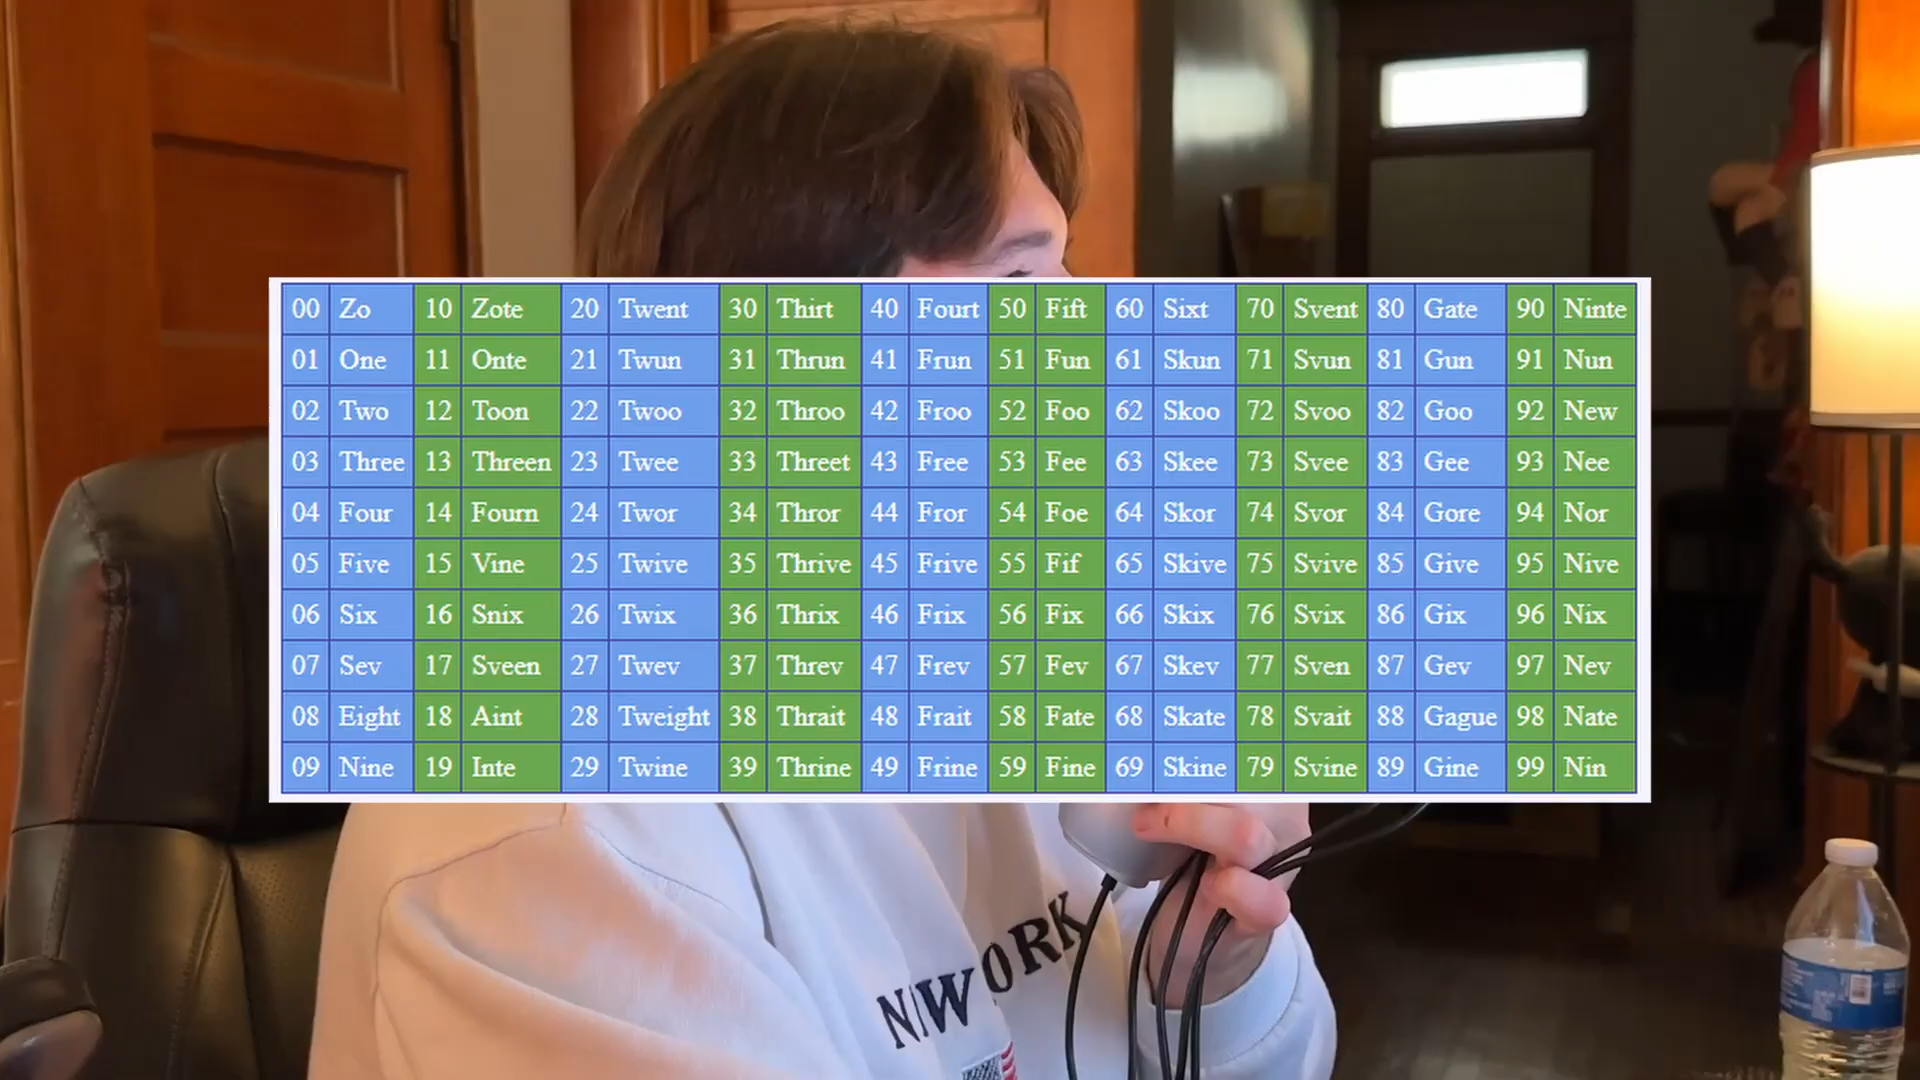 00 Zo 10 Zote 20 Twent 30 Thirt 40 Fourt 50 Fift 60 Sixt 70 Svent 80 Gate 90 Ninte
01 One 11 Onte 21 Twun 31 Thrun 41 Frun 51 Fun 61 Skun 71 Svun 81 Gun 91 Nun
02 Two 12 Toon 22 Twoo 32 Throo 42 Froo 52 Foo 62 Skoo 72 Svoo 82 Goo 92 New
03 Three 13 Threen 23 Twee 33 Threet 43 Free 53 Fee 63 Skee 73 Svee 83 Gee 93 Nee
04 Four 14 Fourn 24 Twor 34 Thror 44 Fror 54 Foe 64 Skor 74 Svor 84 Gore 94 Nor
05 Five 15 Vine 25 Twive 35 Thrive 45 Frive 55 Fif 65 Skive 75 Svive 85 Give 95 Nive
06 Six 16 Snix 26 Twix 36 Thrix 46 Frix 56 Fix 66 Skix 76 Svix 86 Gix 96 Nix
07 Sev 17 Sveen 27 Twev 37 Threv 47 Frev 57 Fev 67 Skev 77 Sven 87 Gev 97 Nev
08 Eight 18 Aint 28 Tweight 38 Thrait 48 Frait 58 Fate 68 Skate 78 Svait 88 Gague 98 Nate
09 Nine 19 Inte 29 Twine 39 Thrine 49 Frine 59 Fine 69 Skine 79 Svine 89 Gine 99 Nin